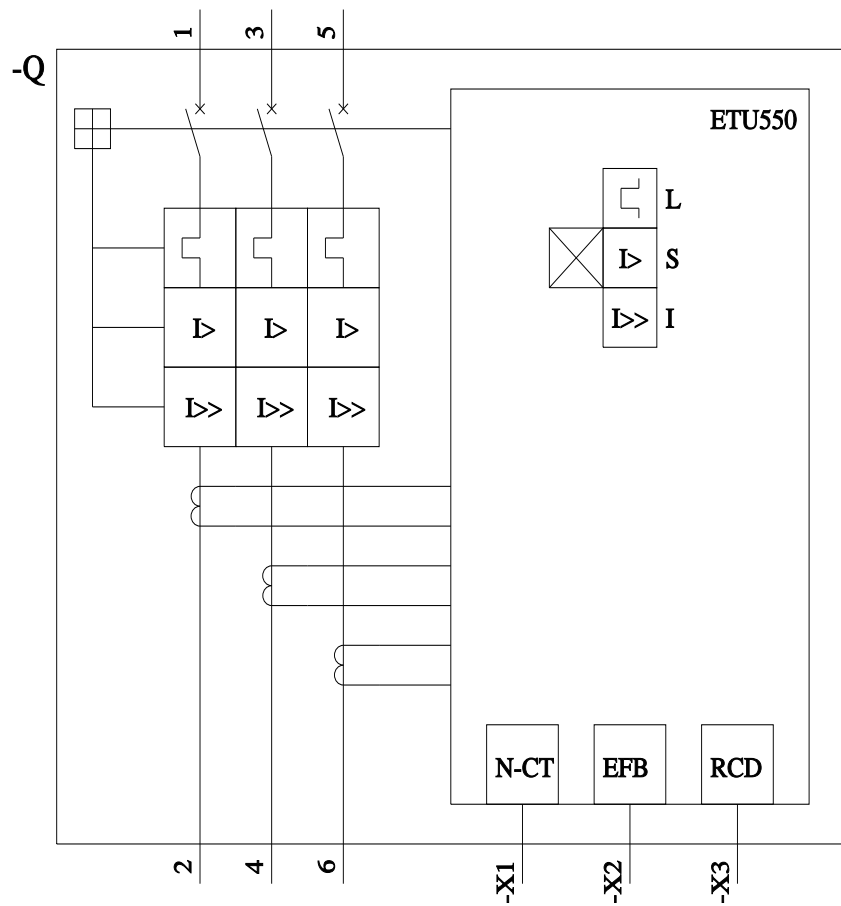 1 3 5
-Q
ETU550
L
I> S
I>> I
I> I> I>
I>> I>> I>>
N-CT EFB RCD
2 4 6 -X1 -X2 -X3